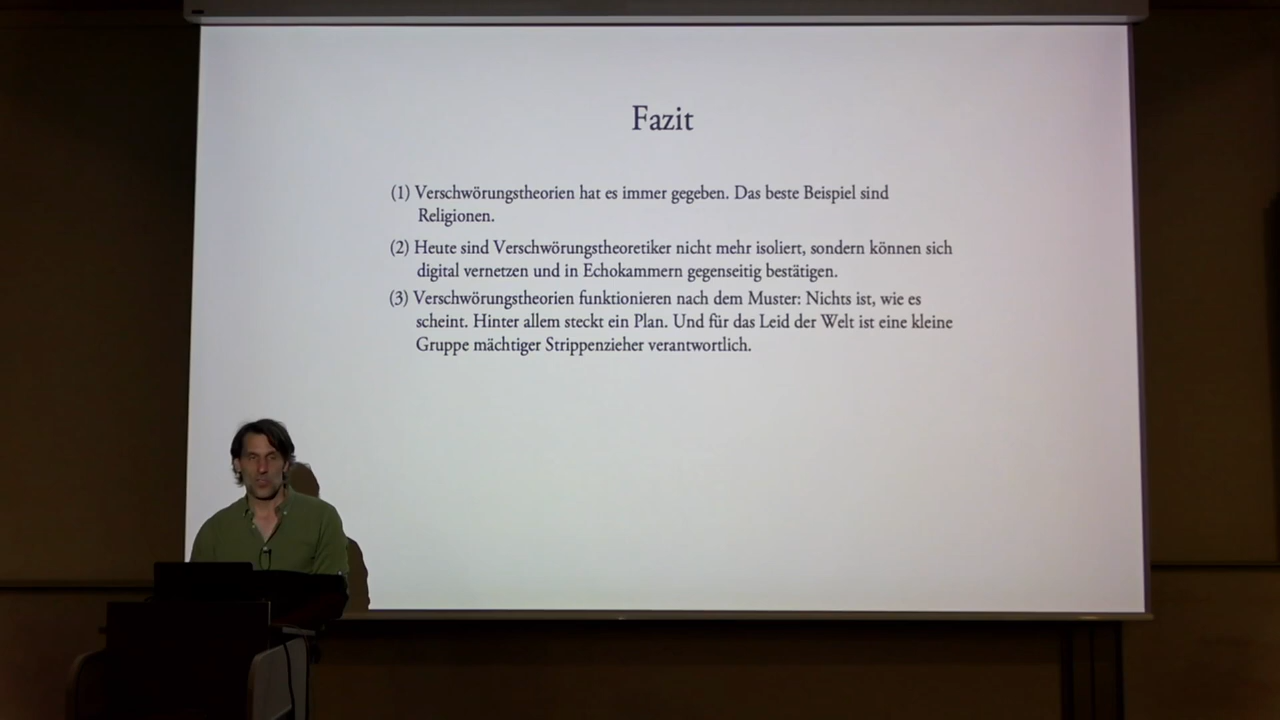 Fazit
(1) Verschwörungstheorien hat es immer gegeben. Das beste Beispiel sind
Religionen.
(2) Heute sind Verschwörungstheoretiker nicht mehr isoliert, sondern können sich
digital vernetzen und in Echokammern gegenseitig bestätigen.
(3) Verschwörungstheorien funktionieren nach dem Muster: Nichts ist, wie es
scheint. Hinter allem steckt ein Plan. Und für das Leid der Welt ist eine kleine
Gruppe mächtiger Strippenzieher verantwortlich.